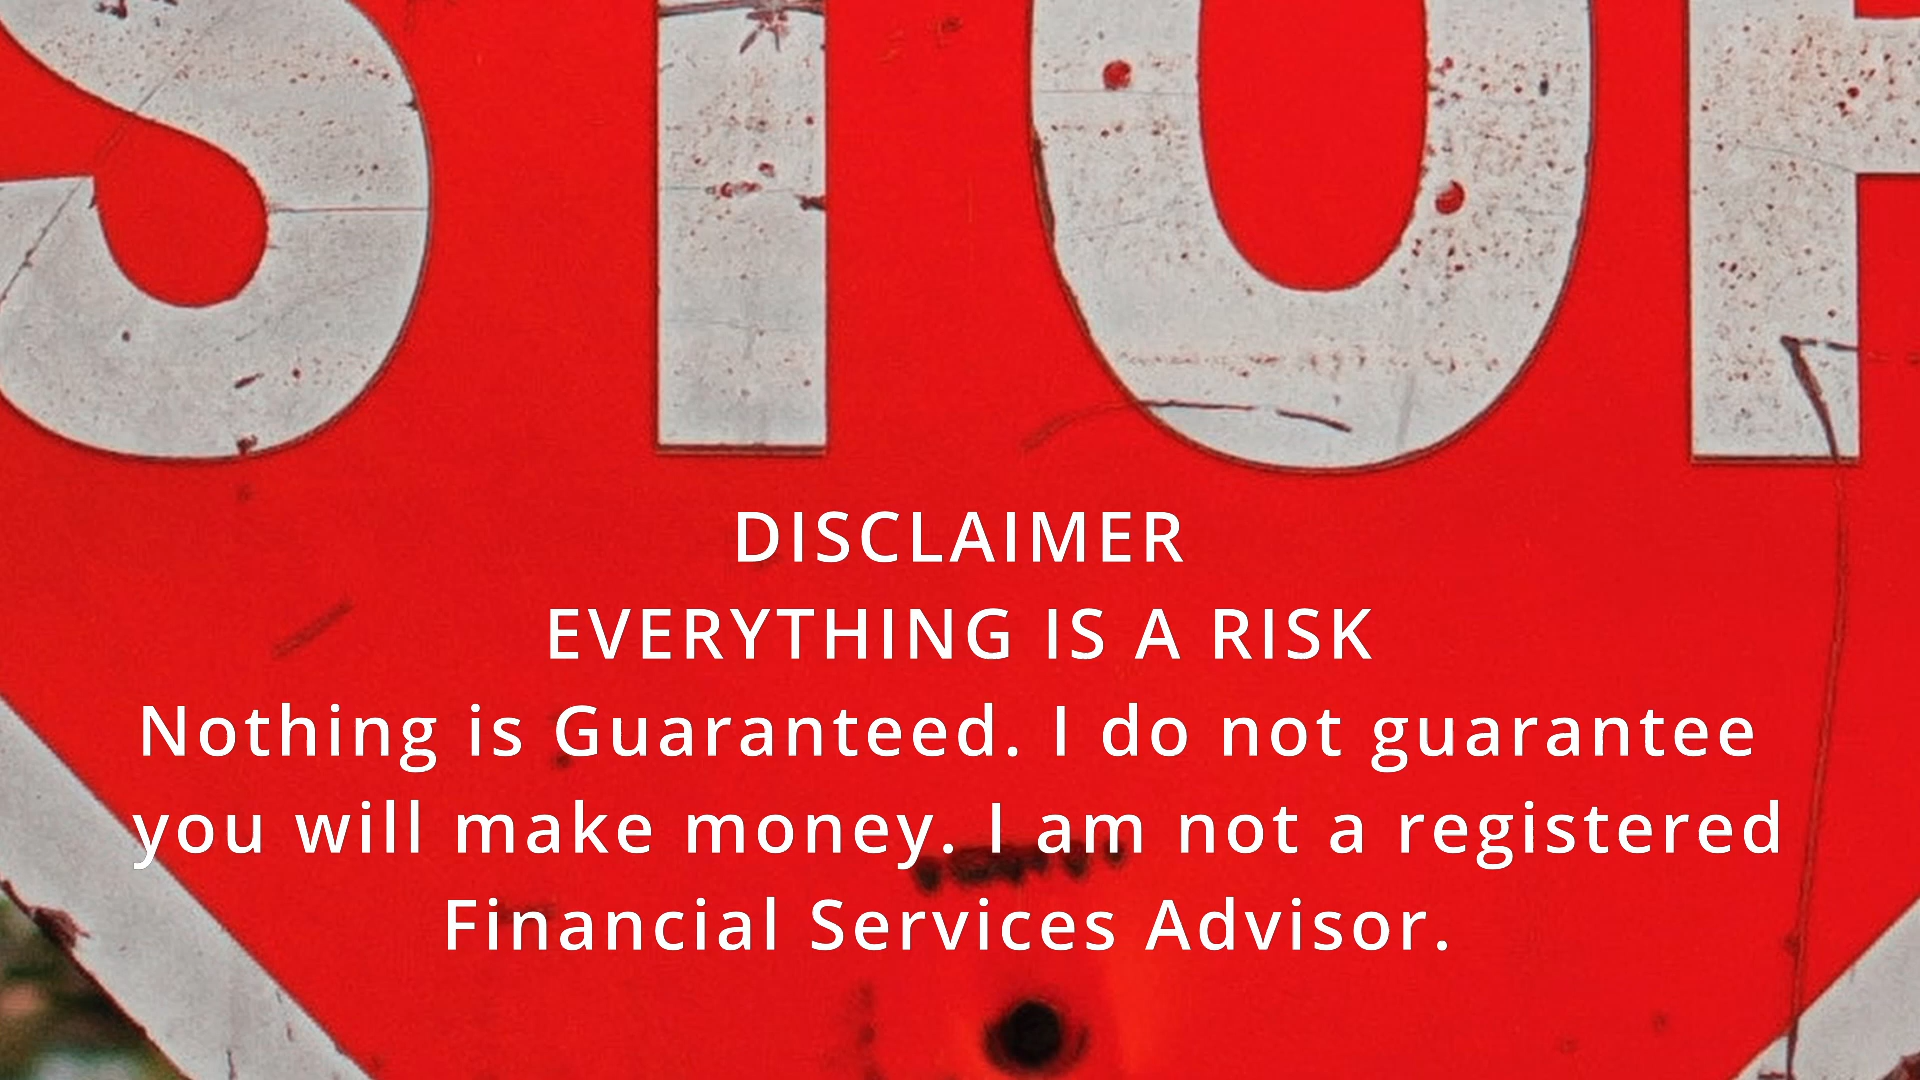 STOP
DISCLAIMER
EVERYTHING IS A RISK
Nothing is Guaranteed. I do not guarantee
you will make money. I am not a registered
Financial Services Advisor.